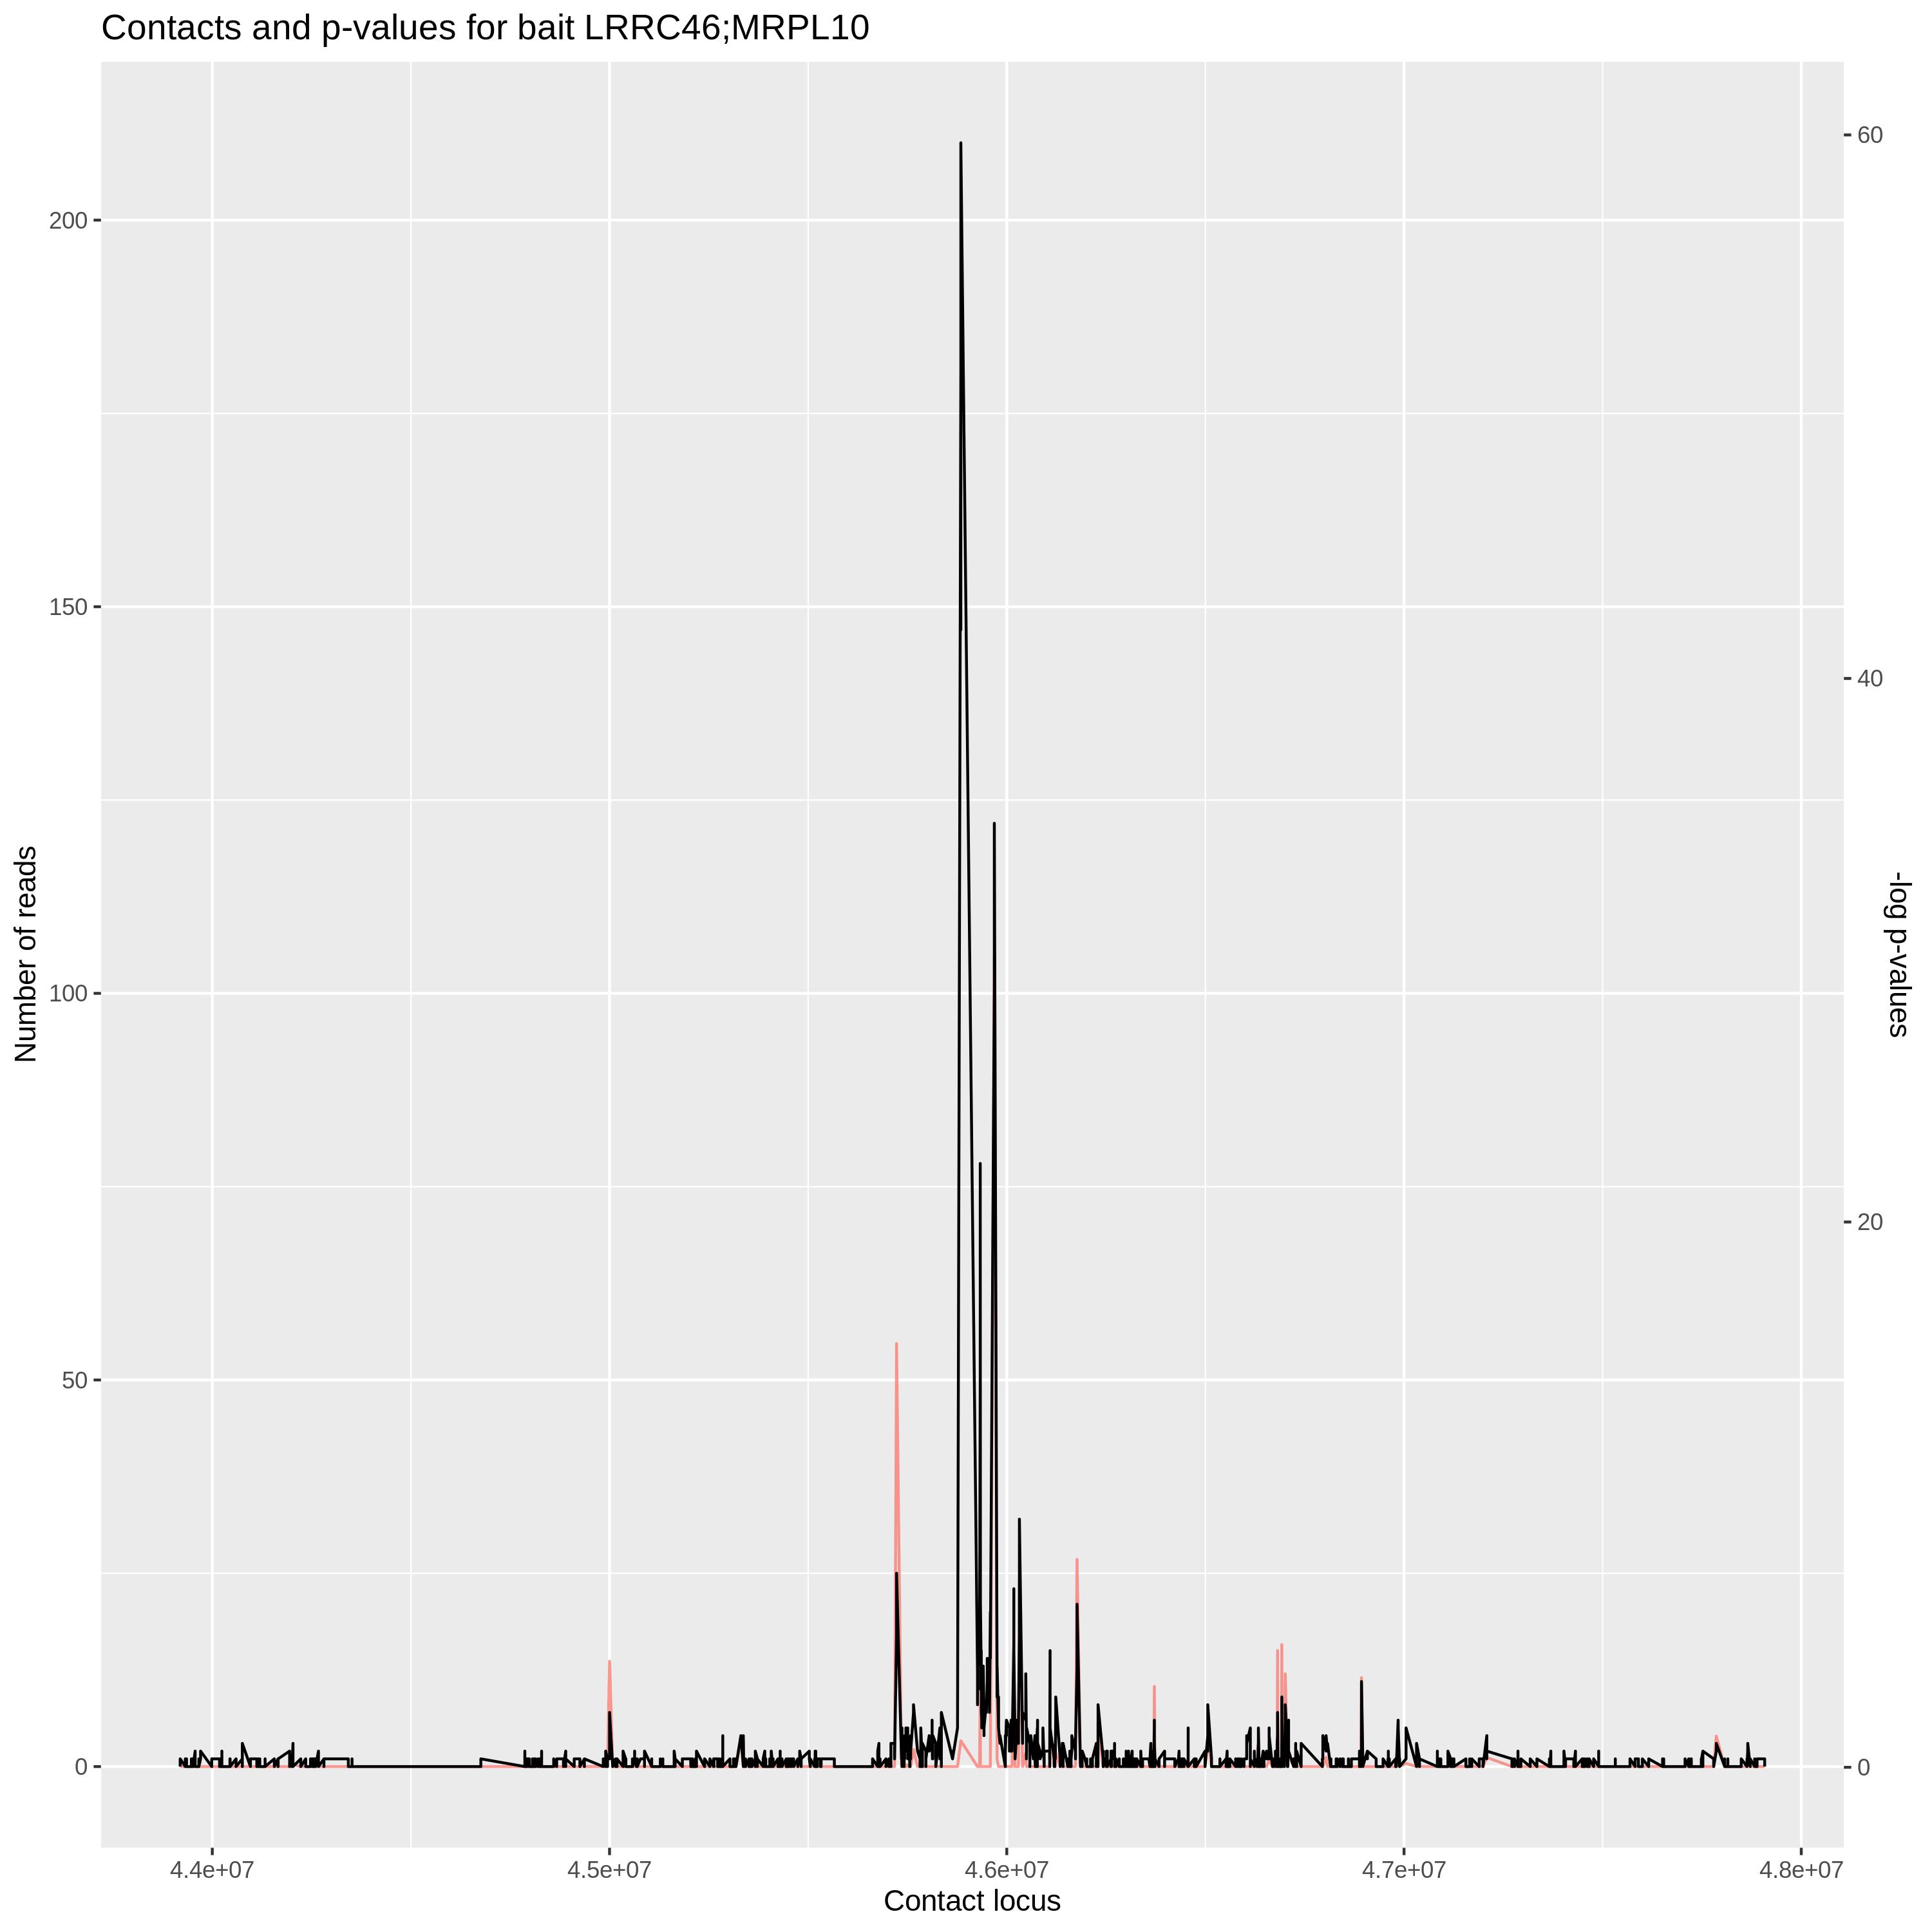 Contacts and p-values for bait LRRC46;MRPL10
Number of reads
200
150
100
50
0
60
40
20
0
-log p-values
4.4e+07 4.5e+07 4.6e+07 4.7e+07 4.8e+07
Contact locus